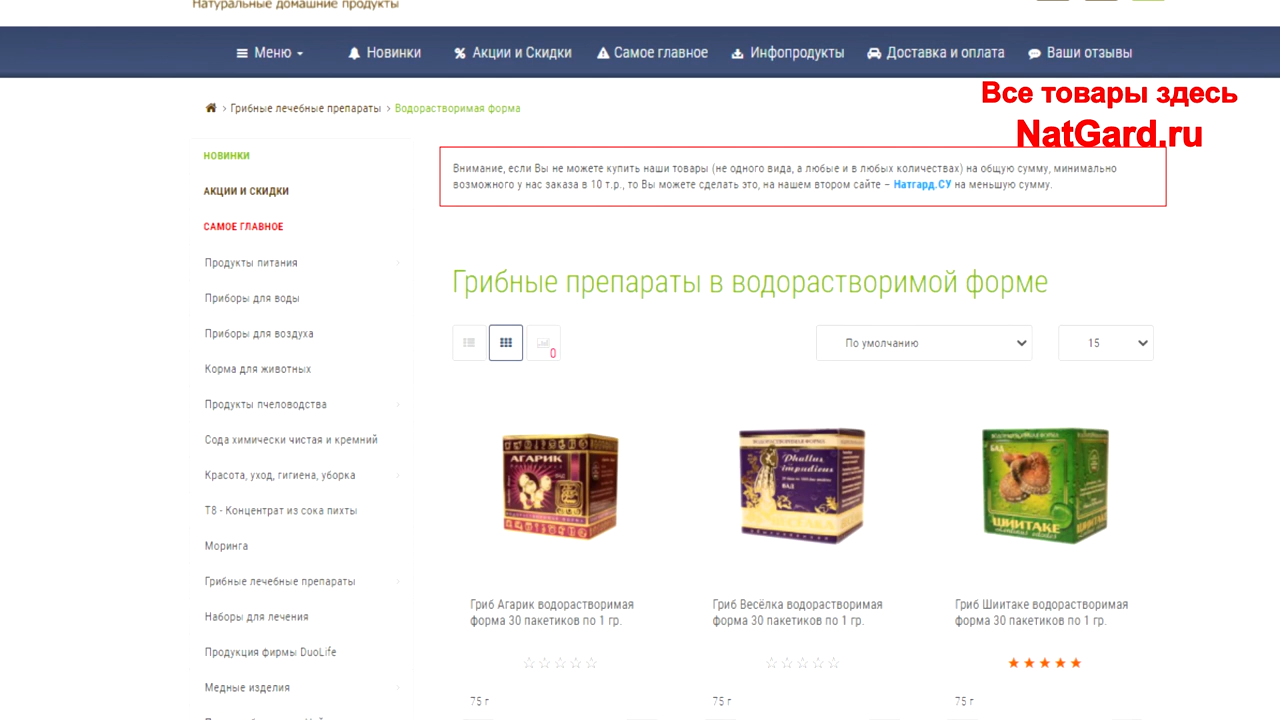 Натуральные домашние продукты
Меню
Новинки
Акции и Скидки
Самое главное
Инфопродукты
Доставка и оплата
Ваши отзывы
Все товары здесь
NatGard.ru
> Грибные лечебные препараты > Водорастворимая форма
НОВИНКИ
АКЦИИ И СКИДКИ
САМОЕ ГЛАВНОЕ
Продукты питания
Приборы для воды
Приборы для воздуха
Корма для животных
Продукты пчеловодства
Сода химически чистая и кремний
Красота, уход, гигиена, уборка
Т8 - Концентрат из сока пихты
Моринга
Грибные лечебные препараты
Наборы для лечения
Продукция фирмы DuoLife
Медные изделия
Внимание, если Вы не можете купить наши товары (не одного вида, а любые и в любых количествах) на общую сумму, минимально
возможного у нас заказа в 10 т.р., то Вы можете сделать это, на нашем втором сайте – Натгард.СУ на меньшую сумму.
Грибные препараты в водорастворимой форме
0
По умолчанию
15
АГАРИК
ВОДОРАСТВОРИМАЯ ФОРМА
Phallus
impudicus
БАД
ВЕСЁЛКА
БАД
ШИИТАКЕ
Гриб Агарик водорастворимая
форма 30 пакетиков по 1 гр.
Гриб Весёлка водорастворимая
форма 30 пакетиков по 1 гр.
Гриб Шиитаке водорастворимая
форма 30 пакетиков по 1 гр.
75 г
75 г
75 г